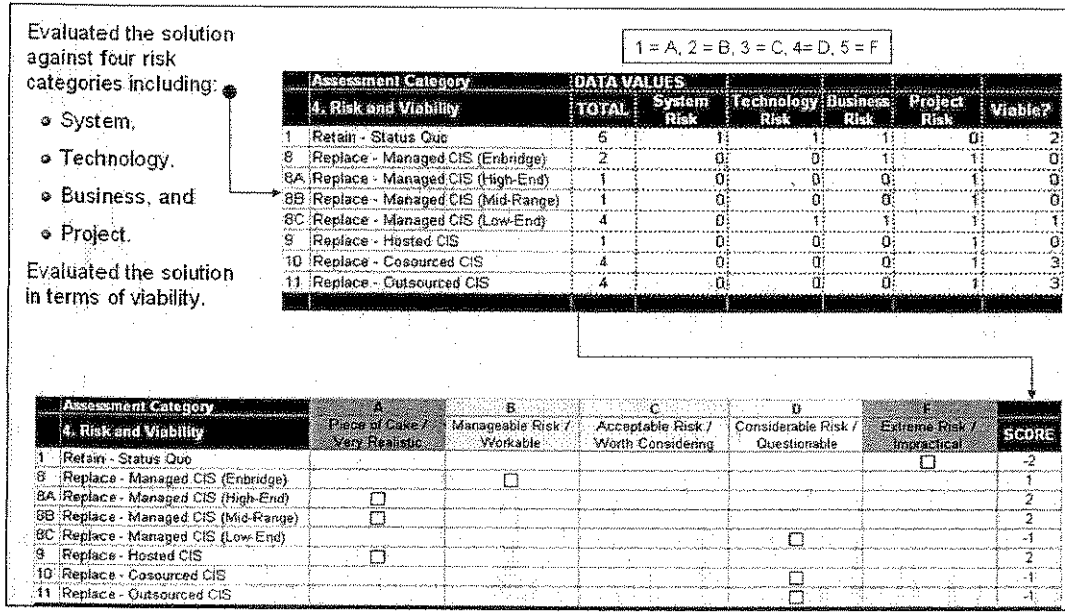 Evaluated the solution
against four risk
categories including:
System,
Technology.
Business, and
Project.
Evaluated the solution
in terms of viability.
1 = A, 2 = B, 3 = C, 4= D, 5 = F
Assessment Category DATA VALUES
4. Risk and Viability TOTAL System Risk Technology Risk Business Risk Project Risk Viable?
1 Retain - Status Quo 5 1 1 1 0 2
8 Replace - Managed CIS (Enbridge) 2 0 0 1 1 0
8A Replace - Managed CIS (High-End) 1 0 0 0 1 0
8B Replace - Managed CIS (Mid-Range) 1 0 0 0 1 0
8C Replace - Managed CIS (Low-End) 4 0 1 1 1 1
9 Replace - Hosted CIS 1 0 0 0 1 0
10 Replace - Cosourced CIS 4 0 0 0 1 3
11 Replace - Outsourced CIS 4 0 0 0 1 3
Assessment Category A B C D F
4. Risk and Viability Piece of Cake / Very Realistic Manageable Risk / Workable Acceptable Risk / Worth Considering Considerable Risk / Questionable Extreme Risk / Impractical SCORE
1 Retain - Status Quo -2
8 Replace - Managed CIS (Enbridge) 1
8A Replace - Managed CIS (High-End) 2
8B Replace - Managed CIS (Mid-Range) 2
8C Replace - Managed CIS (Low-End) -1
9 Replace - Hosted CIS 2
10 Replace - Cosourced CIS -1
11 Replace - Outsourced CIS -1